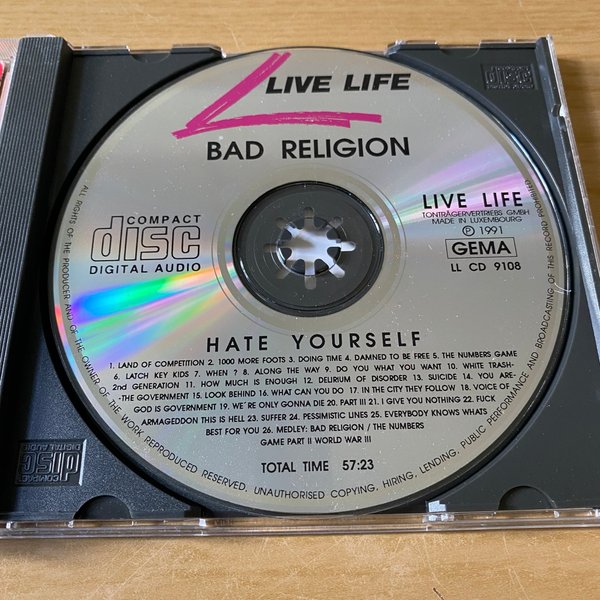 LIVE LIFE
BAD RELIGION
COMPACT
disc
DIGITAL AUDIO
LIVE LIFE
TONTRÄGERVERTRIEBS GMBH
MADE IN LUXEMBOURG
℗ 1991
GEMA
LL CD 9108
HATE YOURSELF
1. LAND OF COMPETITION 2. 1000 MORE FOOTS 3. DOING TIME 4. DAMNED TO BE FREE 5. THE NUMBERS GAME
6. LATCH KEY KIDS 7. WHEN ? 8. ALONG THE WAY 9. DO YOU WHAT YOU WANT 10. WHITE TRASH-
2nd GENERATION 11. HOW MUCH IS ENOUGH 12. DELIRIUM OF DISORDER 13. SUICIDE 14. YOU ARE-
THE GOVERNMENT 15. LOOK BEHIND 16. WHAT CAN YOU DO 17. IN THE CITY THEY FOLLOW 18. VOICE OF
GOD IS GOVERNMENT 19. WE´RE ONLY GONNA DIE 20. PART III 21. I GIVE YOU NOTHING 22. FUCK
ARMAGEDDON THIS IS HELL 23. SUFFER 24. PESSIMISTIC LINES 25. EVERYBODY KNOWS WHATS
BEST FOR YOU 26. MEDLEY: BAD RELIGION / THE NUMBERS
GAME PART II WORLD WAR III
TOTAL TIME 57:23
ALL RIGHTS OF THE PRODUCER AND OF THE OWNER OF THE WORK REPRODUCED RESERVED. UNAUTHORISED COPYING, HIRING, LENDING, PUBLIC PERFORMANCE AND BROADCASTING OF THIS RECORD PROHIBITED
COMPACT
disc
DIGITAL AUDIO
disc